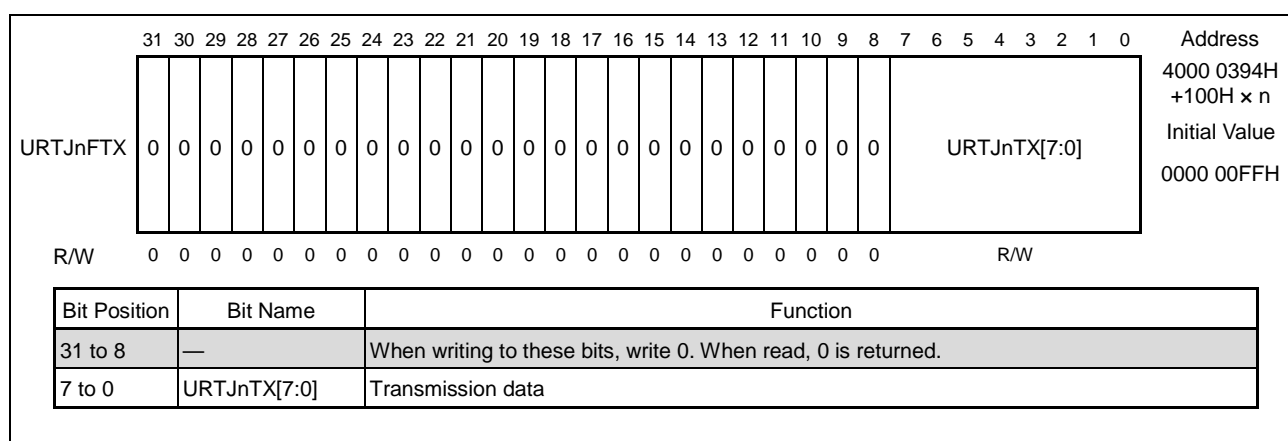 31 30 29 28 27 26 25 24 23 22 21 20 19 18 17 16 15 14 13 12 11 10 9 8 7 6 5 4 3 2 1 0 Address
4000 0394H
+100H × n
URTJnFTX 0 0 0 0 0 0 0 0 0 0 0 0 0 0 0 0 0 0 0 0 0 0 0 0 URTJnTX[7:0]
Initial Value
0000 00FFH
R/W 0 0 0 0 0 0 0 0 0 0 0 0 0 0 0 0 0 0 0 0 0 0 0 0 R/W
Bit Position Bit Name Function
31 to 8 — When writing to these bits, write 0. When read, 0 is returned.
7 to 0 URTJnTX[7:0] Transmission data